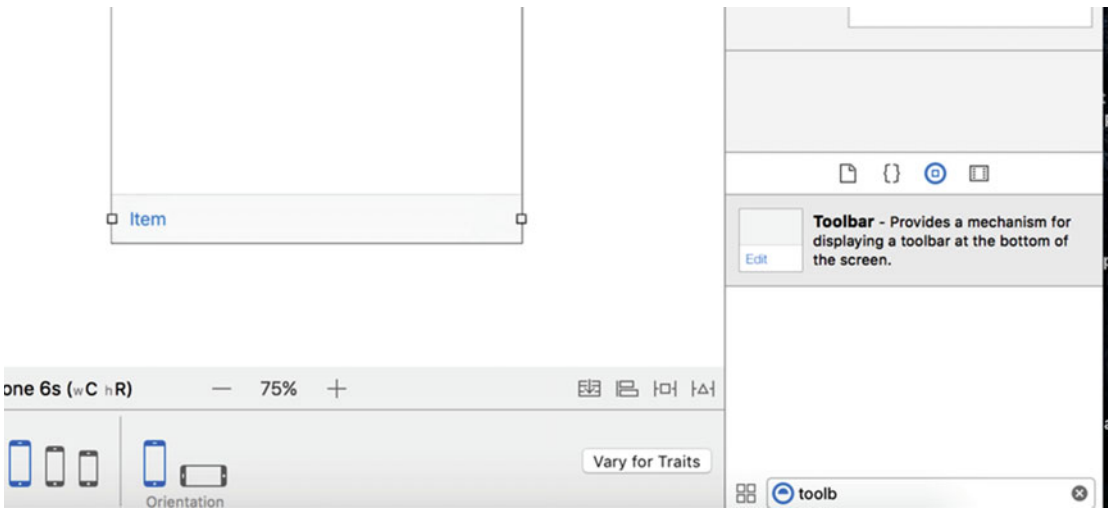 Item
Toolbar - Provides a mechanism for
displaying a toolbar at the bottom of
the screen.
Edit
one 6s (wC hR)
75%
Vary for Traits
Orientation
toolb